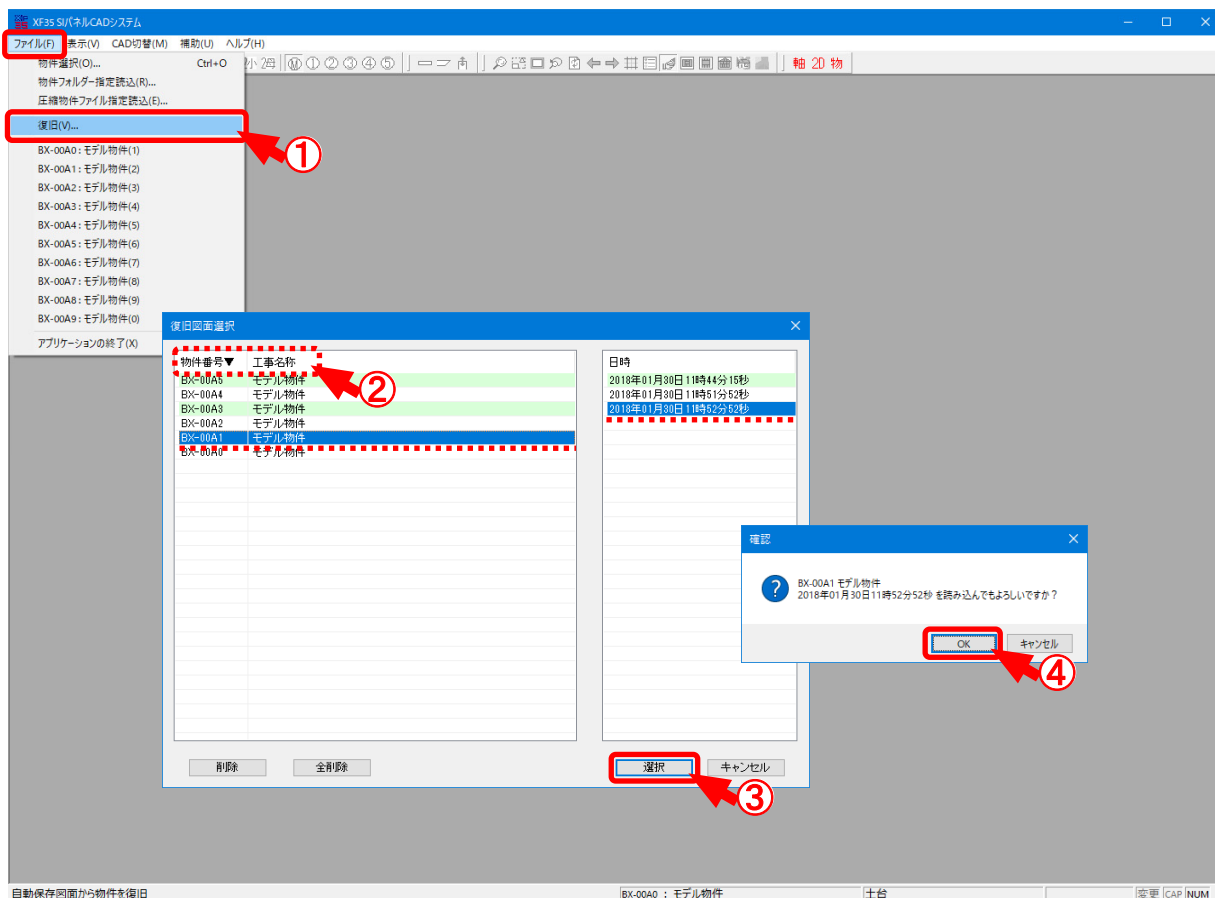 XF35 SIパネルCADシステム
ファイル(F) 表示(V) CAD切替(M) 補助(U) ヘルプ(H)
物件選択(O)... Ctrl+O
小 2母 W 1 2 3 4 5 軸 2D 物
物件フォルダー指定読込(R)...
圧縮物件ファイル指定読込(E)...
復旧(V)...
①
BX-00A0 : モデル物件(1)
BX-00A1 : モデル物件(2)
BX-00A2 : モデル物件(3)
BX-00A3 : モデル物件(4)
BX-00A4 : モデル物件(5)
BX-00A5 : モデル物件(6)
BX-00A6 : モデル物件(7)
BX-00A7 : モデル物件(8)
BX-00A8 : モデル物件(9)
BX-00A9 : モデル物件(0)
アプリケーションの終了(X)
復旧図面選択
物件番号▼ 工事名称
②
BX-00A5 モデル物件
BX-00A4 モデル物件
BX-00A3 モデル物件
BX-00A2 モデル物件
BX-00A1 モデル物件
BX-00A0 モデル物件
日時
2018年01月30日11時44分15秒
2018年01月30日11時51分52秒
2018年01月30日11時52分52秒
削除 全削除 選択 キャンセル
③
確認
BX-00A1 モデル物件
2018年01月30日11時52分52秒 を読み込んでもよろしいですか？
OK キャンセル
④
自動保存図面から物件を復旧 BX-00A0 : モデル物件 土台 変更 CAP NUM